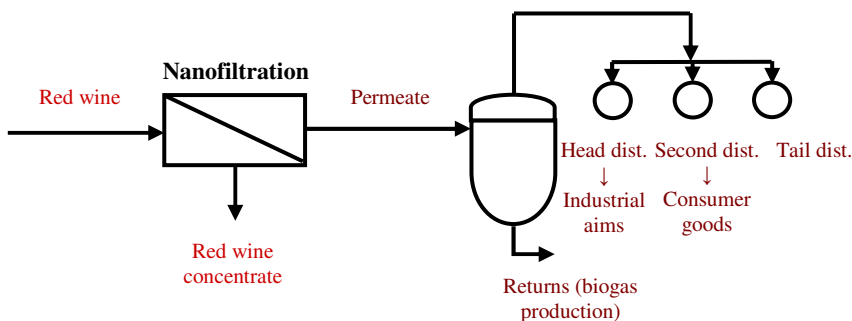 Nanofiltration
Red wine
Permeate
Head dist.
Second dist.
Tail dist.
↓
↓
Industrial
aims
Consumer
goods
Red wine
concentrate
Returns (biogas
production)